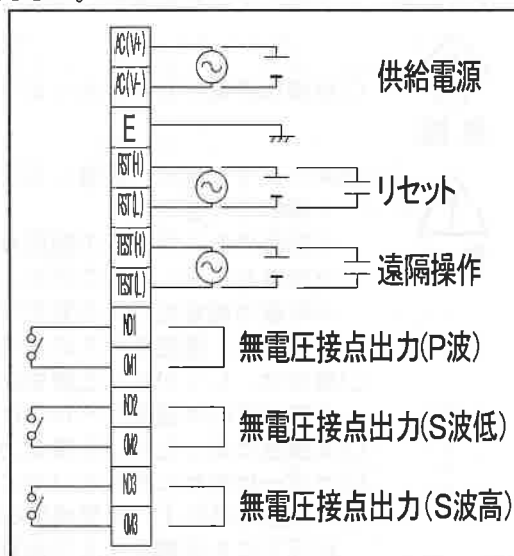 AC(V+)
AC(V-)
供給電源
E
RST(H)
RST(L)
リセット
TEST(H)
TEST(L)
遠隔操作
NO1
COM1
無電圧接点出力(P波)
NO2
COM2
無電圧接点出力(S波低)
NO3
COM3
無電圧接点出力(S波高)